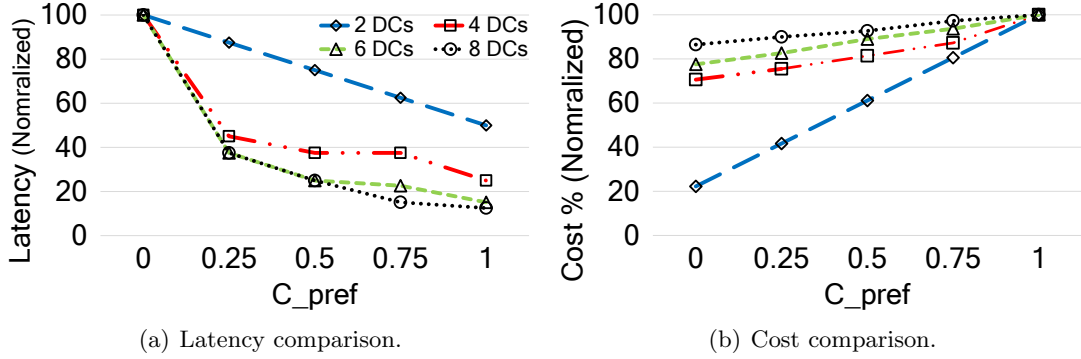 Latency (Nomralized)
100
80
60
40
20
0
2 DCs
4 DCs
6 DCs
8 DCs
0 0.25 0.5 0.75 1
C_pref
(a) Latency comparison.
Cost % (Nomralized)
100
80
60
40
20
0
0 0.25 0.5 0.75 1
C_pref
(b) Cost comparison.